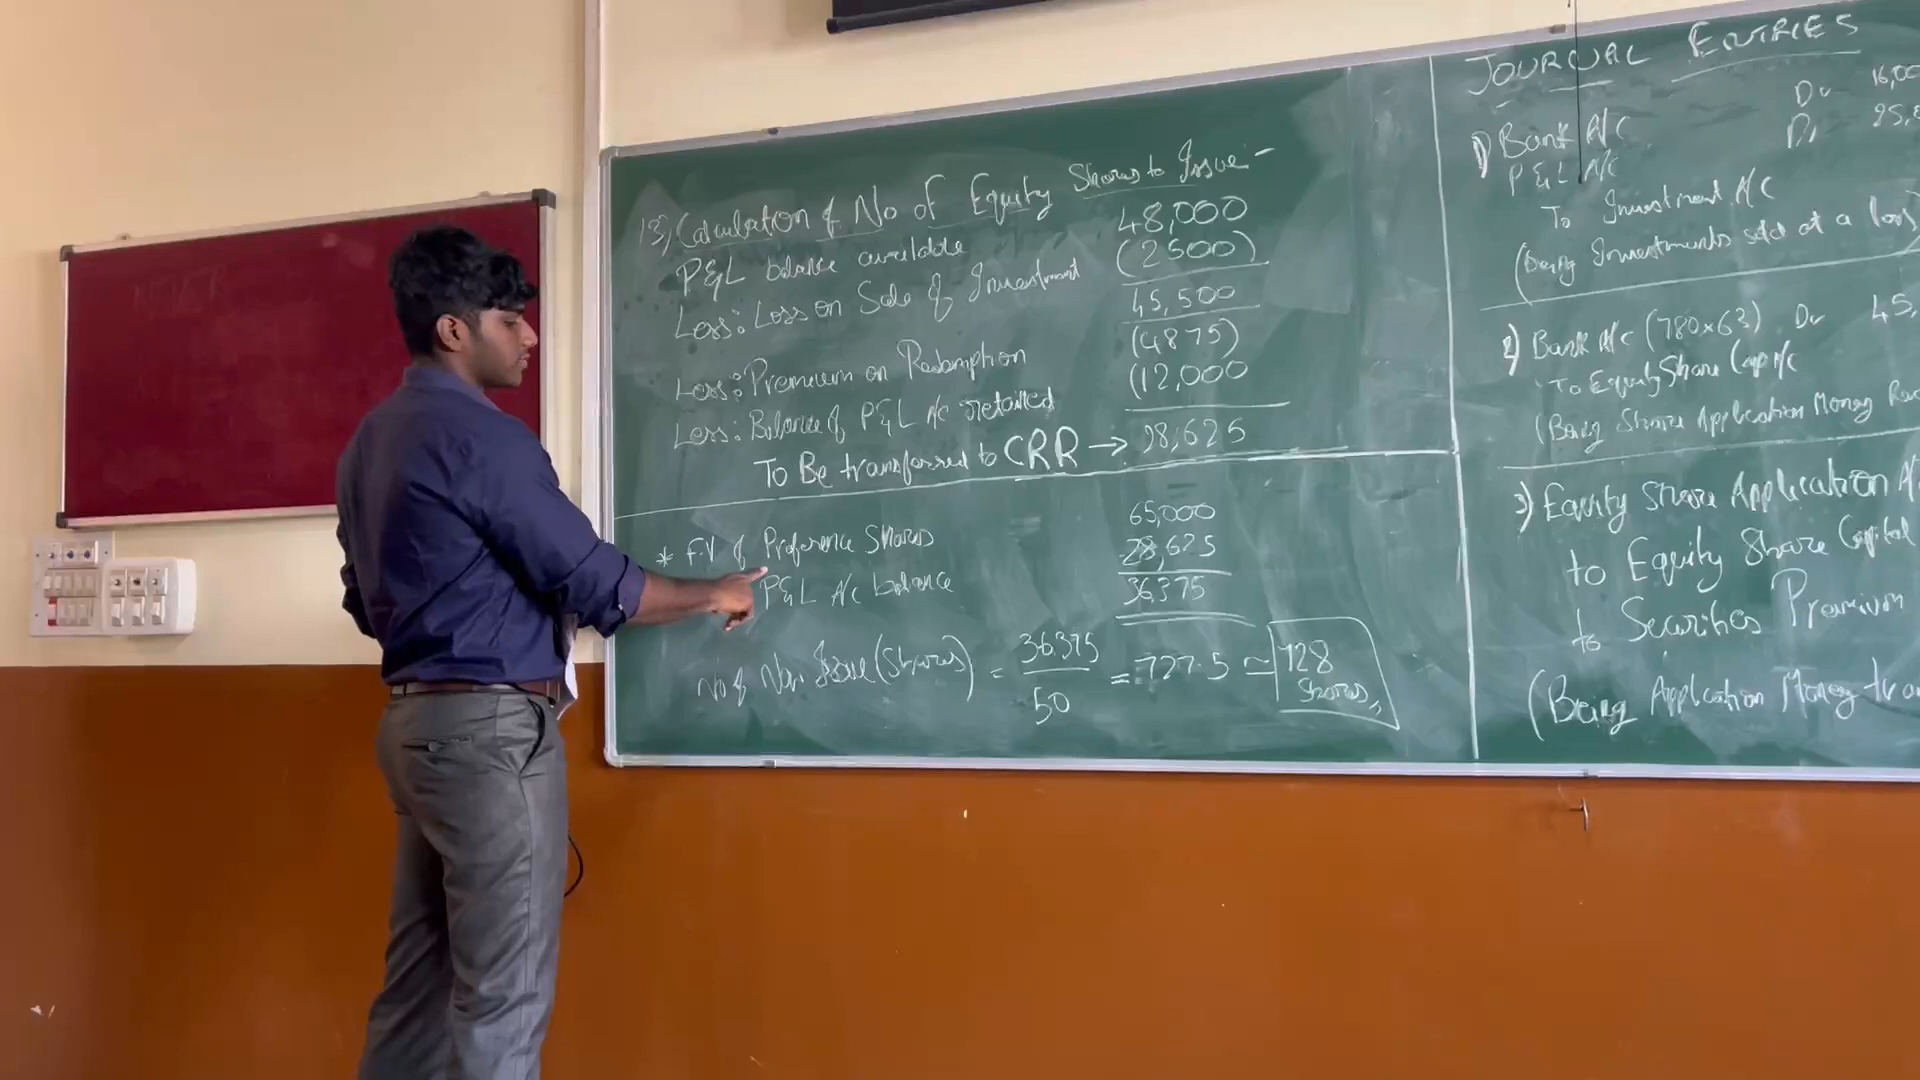 13) Calculation of No of Equity Shares to Issue -
P&L balance available 48,000
Less: Loss on Sale of Investment (2500)
45,500
Less: Premium on Redemption (4875)
Less: Balance of P&L A/c retained (12,000
To Be transferred to CRR → 28,625
* F.V of Preference Shares 65,000
P&L A/c balance 28,625
36,375
No of New Issue (Shares) = 36,375 / 50 = 727.5 ≃ 728 Shares
JOURNAL ENTRIES
1) Bank A/C Dr 16,00
P&L A/c Dr
To Investment A/C
(Being Investments sold at a loss)
2) Bank A/c (780×63) Dr 45,
To Equity Share Cap A/c
(Being Share Application Money
3) Equity Share Application A/
to Equity Share Capital
to Securities Premium
(Being Application Money